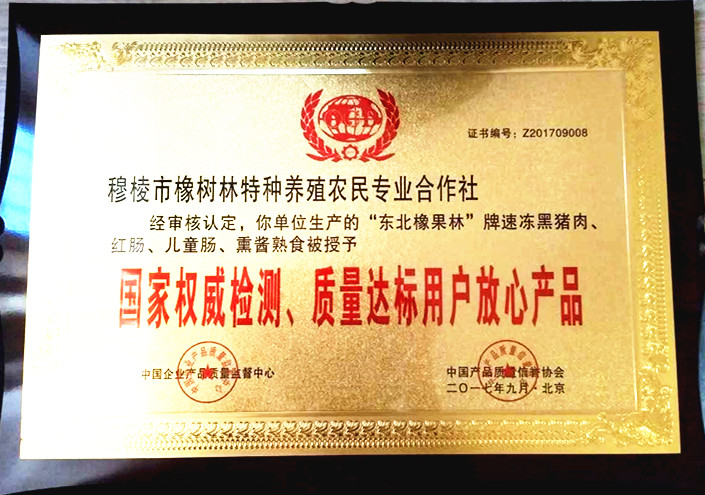 证书编号：Z201709008
穆棱市橡树林特种养殖农民专业合作社
经审核认定，你单位生产的“东北橡果林”牌速冻黑猪肉、
红肠、儿童肠、熏酱熟食被授予
国家权威检测、质量达标用户放心产品
中国企业产品质量监督中心
中国产品质量信誉协会
二〇一七年九月·北京